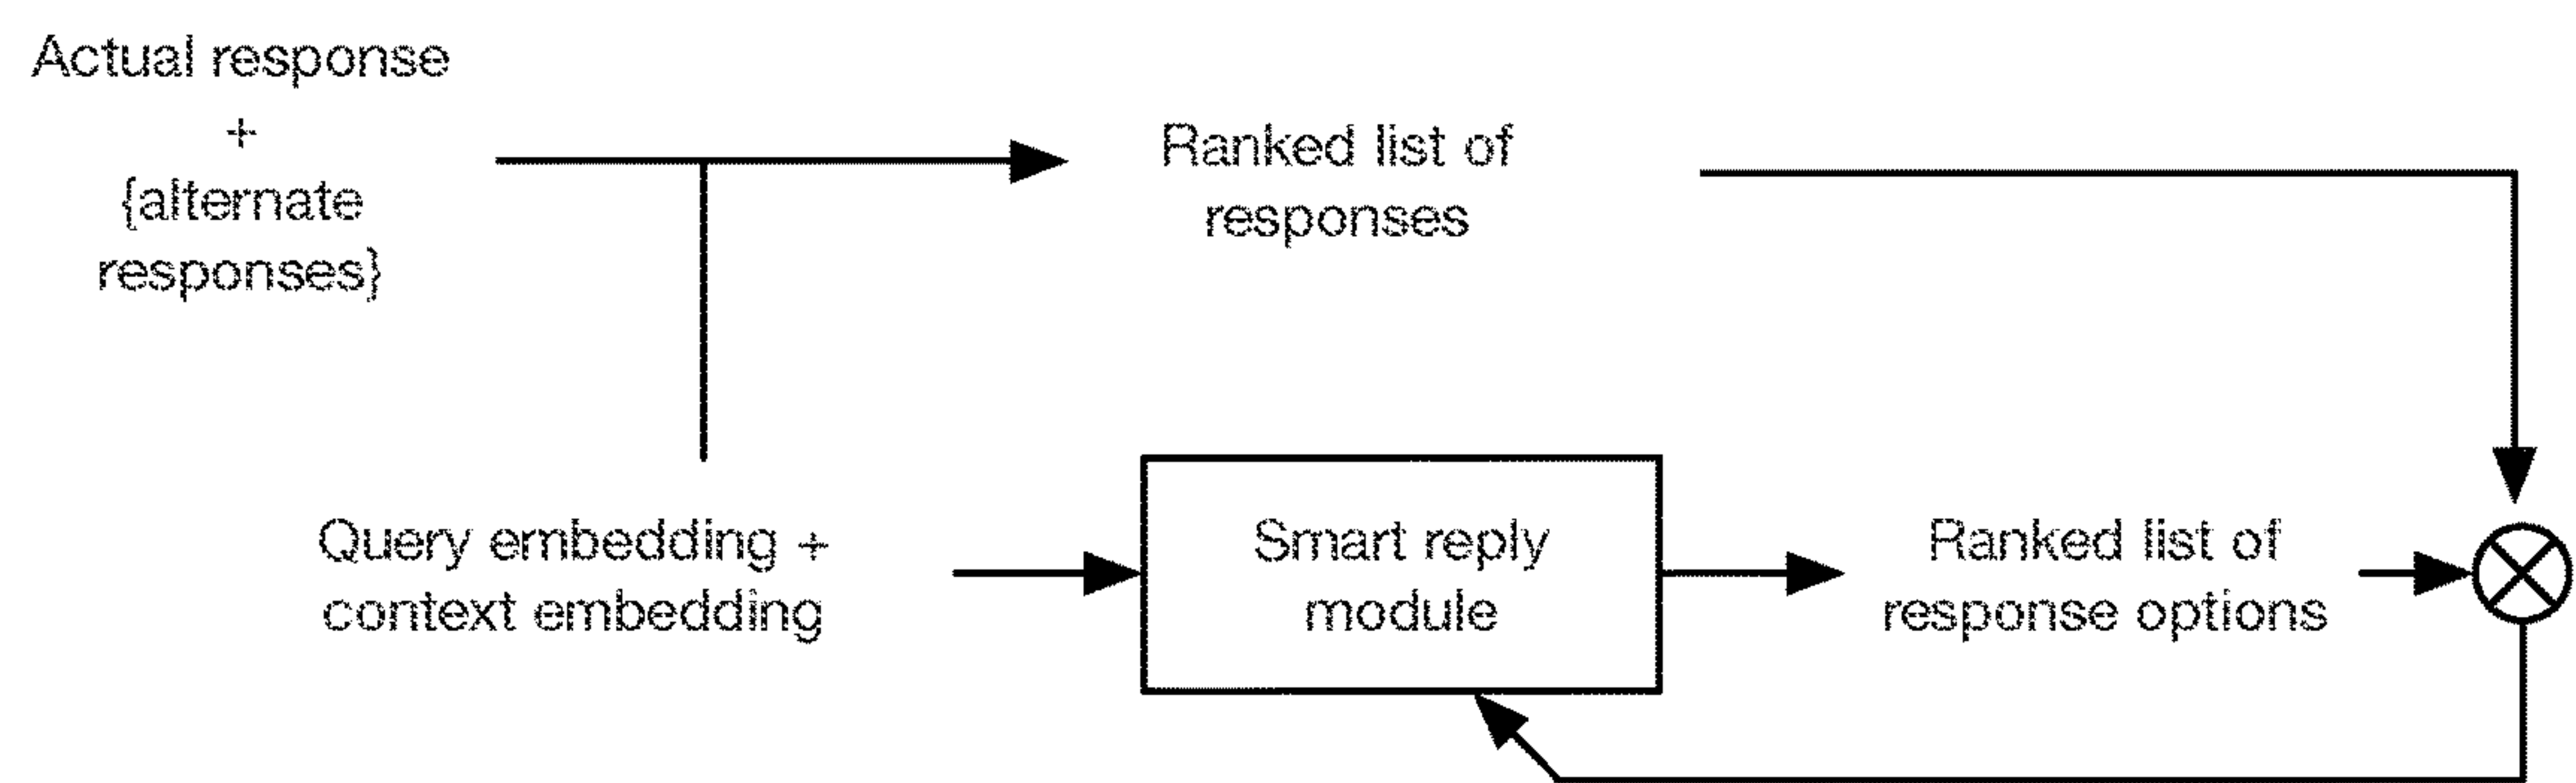 Actual response
+
{alternate
responses}
Ranked list of
responses
Query embedding +
context embedding
Smart reply
module
Ranked list of
response options